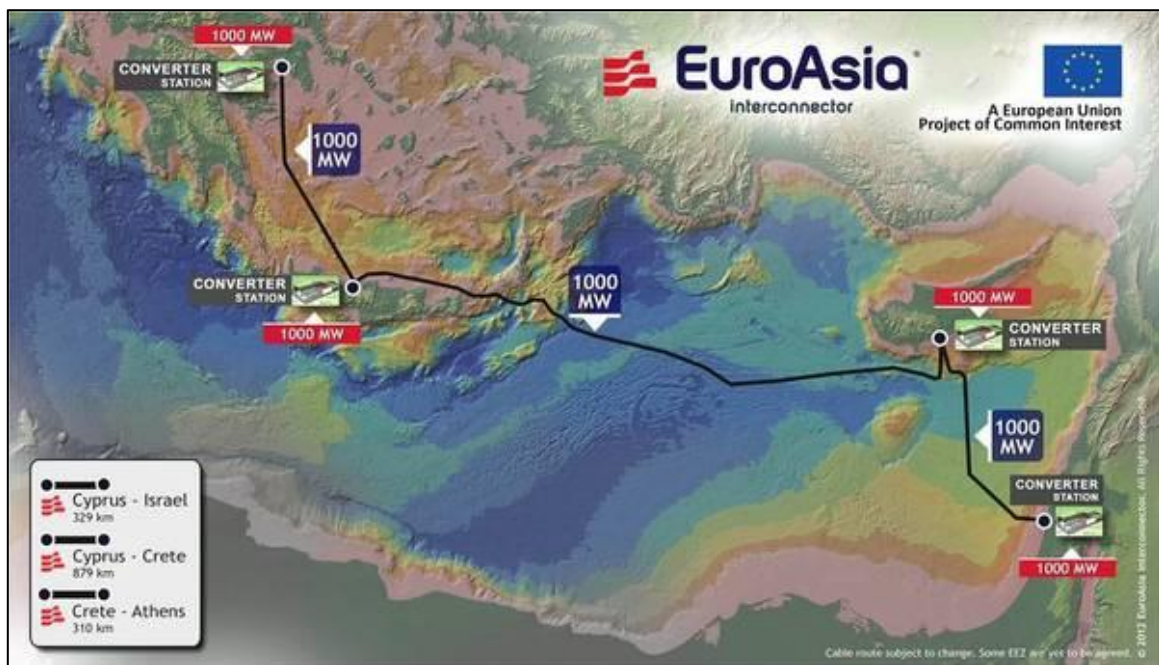 1000 MW
CONVERTER
STATION
EuroAsia
interconnector
A European Union
Project of Common Interest
1000
MW
CONVERTER
STATION
1000 MW
1000
MW
1000 MW
CONVERTER
STATION
1000
MW
CONVERTER
STATION
1000 MW
Cyprus - Israel
329 km
Cyprus - Crete
879 km
Crete - Athens
310 km
Cable route subject to change. Some EEZ are yet to be agreed.
EuroAsia Interconnector. All Rights Reserved.